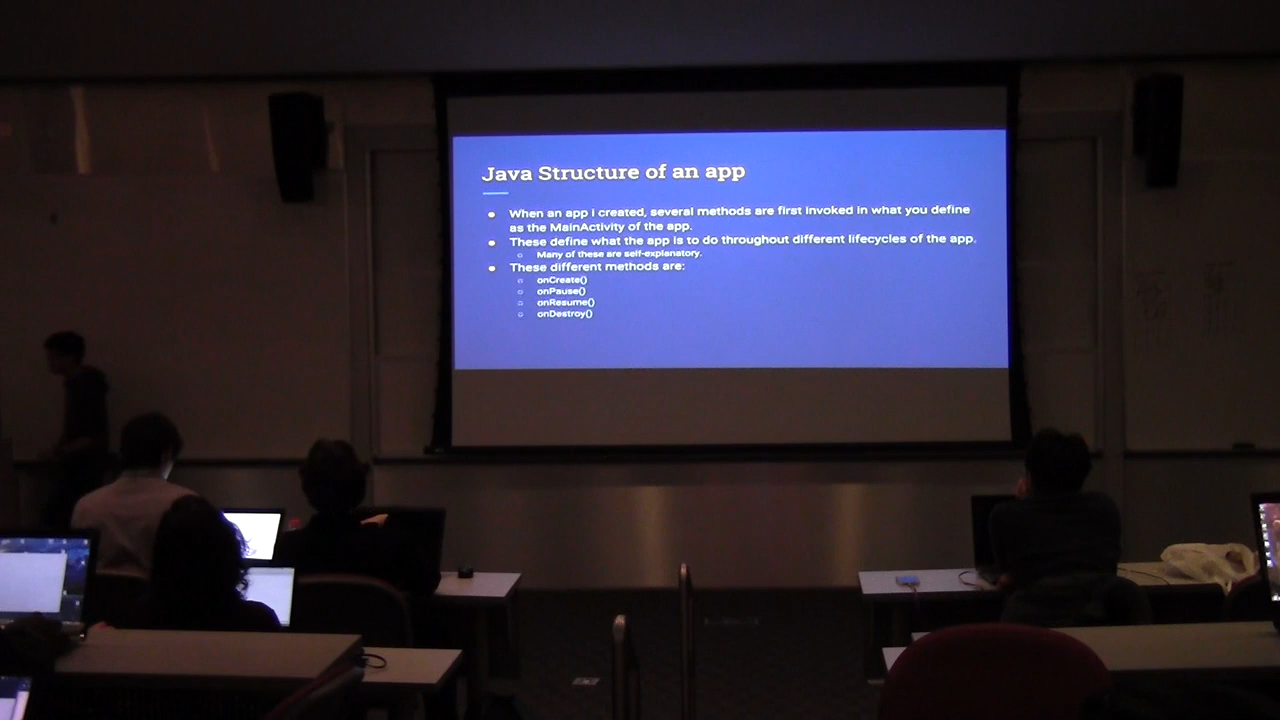 Java Structure of an app
When an app i created, several methods are first invoked in what you define
as the MainActivity of the app.
These define what the app is to do throughout different lifecycles of the app.
Many of these are self-explanatory.
These different methods are:
onCreate()
onPause()
onResume()
onDestroy()